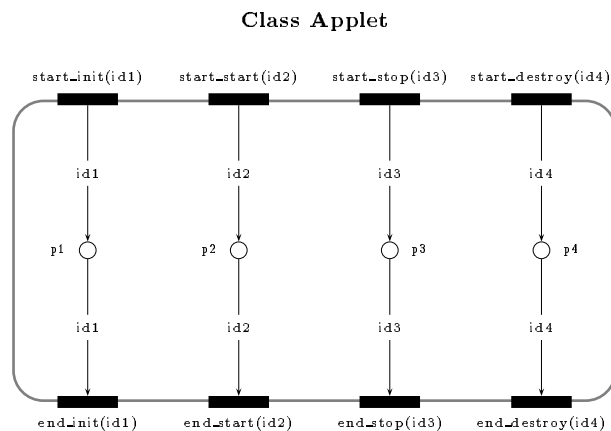 Class Applet
start_init(id1) start_start(id2) start_stop(id3) start_destroy(id4)
id1 id2 id3 id4
p1 p2 p3 p4
id1 id2 id3 id4
end_init(id1) end_start(id2) end_stop(id3) end_destroy(id4)